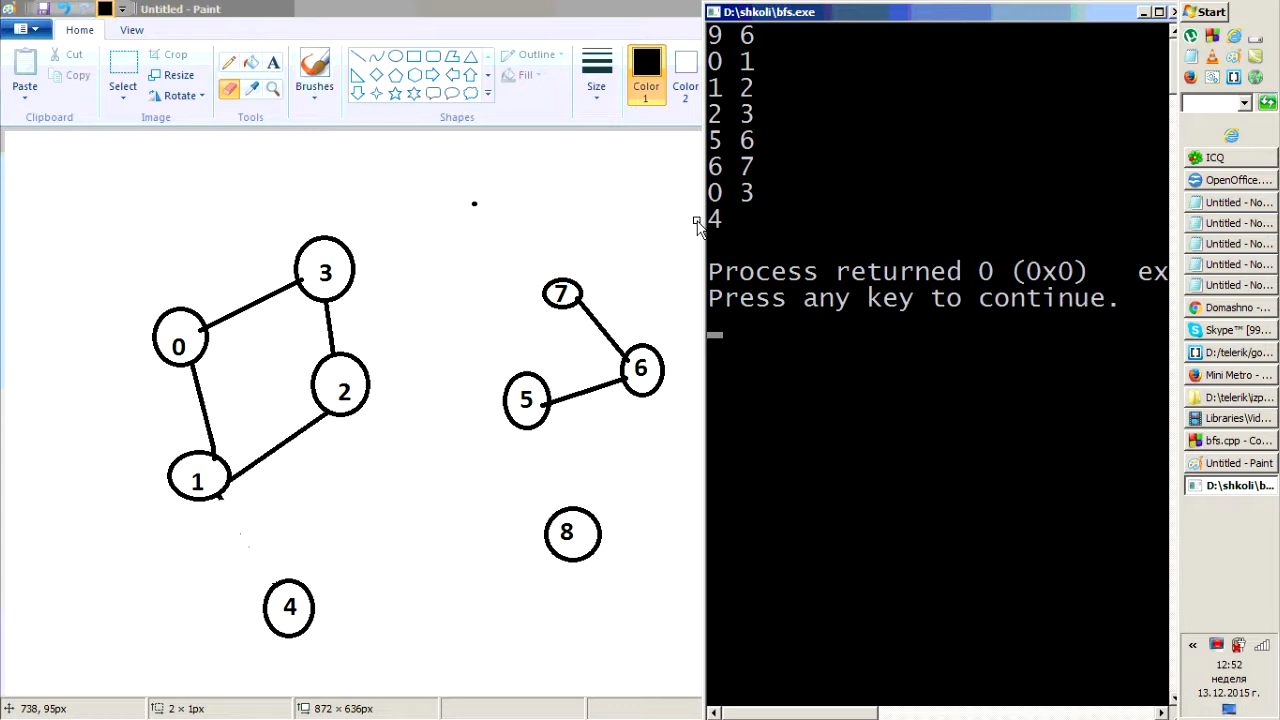 Untitled - Paint
Home
View
Paste
Cut
Copy
Clipboard
Select
Crop
Resize
Rotate
Image
A
Tools
Brushes
Outline
Fill
Shapes
Size
Color
1
Color
2
3
0
2
1
4
7
6
5
8
738, 95px
2 × 1px
872 × 636px
D:\shkoli\bfs.exe
9 6
0 1
1 2
2 3
5 6
6 7
0 3
4
Process returned 0 (0x0) ex
Press any key to continue.
Start
ICQ
OpenOffice....
Untitled - No...
Untitled - No...
Untitled - No...
Untitled - No...
Untitled - No...
Domashno...
Skype™ [99...
D:/telerik/go...
Mini Metro - ...
D:\telerik\izp...
Libraries\Vid...
bfs.cpp - Co...
Untitled - Paint
D:\shkoli\b...
12:52
неделя
13.12.2015 г.